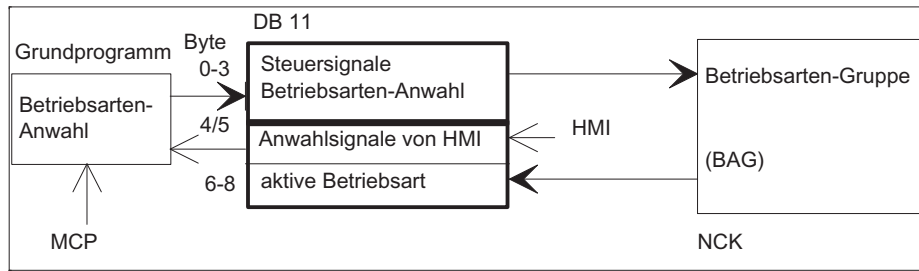 DB 11
Grundprogramm
Byte
0-3
Betriebsarten-
Anwahl
4/5
6-8
MCP
Steuersignale
Betriebsarten-Anwahl
Anwahlsignale von HMI
aktive Betriebsart
HMI
Betriebsarten-Gruppe
(BAG)
NCK